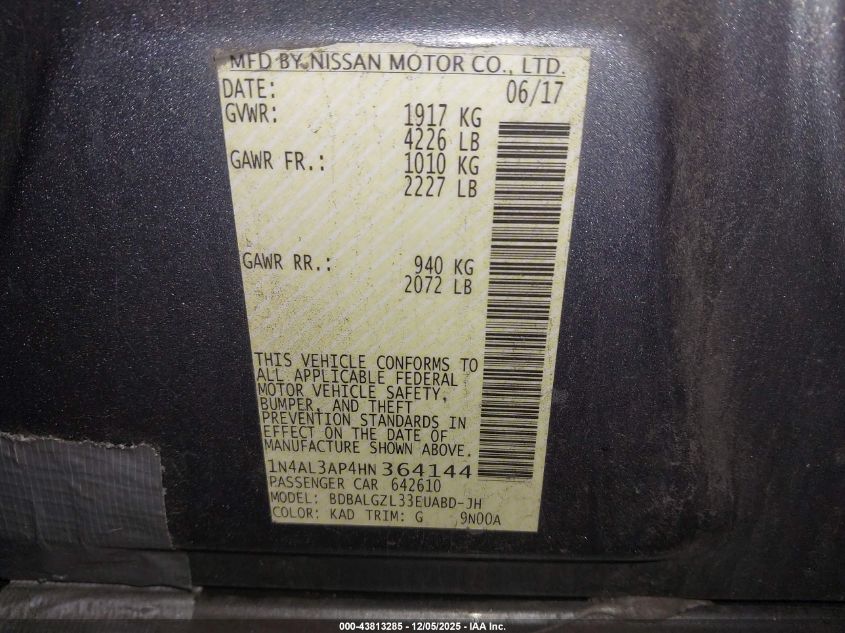 MFD BY NISSAN MOTOR CO., LTD.
DATE: 06/17
GVWR: 1917 KG
4226 LB
GAWR FR.: 1010 KG
2227 LB
GAWR RR.: 940 KG
2072 LB
THIS VEHICLE CONFORMS TO
ALL APPLICABLE FEDERAL
MOTOR VEHICLE SAFETY,
BUMPER, AND THEFT
PREVENTION STANDARDS IN
EFFECT ON THE DATE OF
MANUFACTURE SHOWN ABOVE.
1N4AL3AP4HN364144
PASSENGER CAR 642610
MODEL: BDBALGZL33EUABD-JH
COLOR: KAD TRIM: G 9N00A
000-43813285 - 12/05/2025 - IAA Inc.